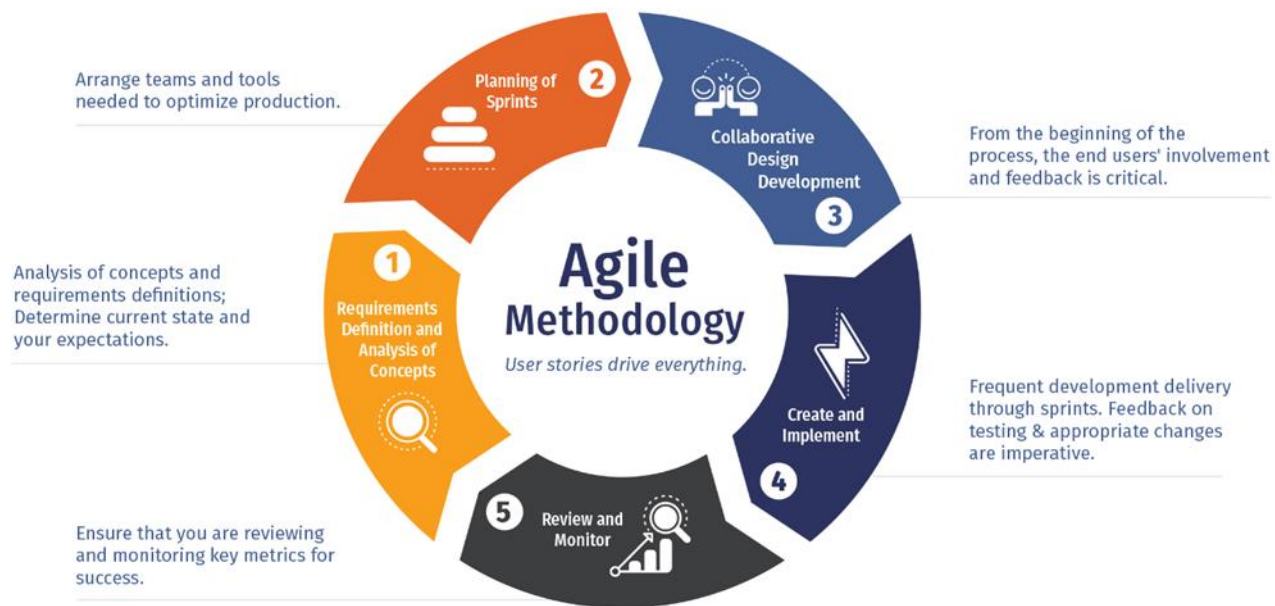 Agile
Methodology
User stories drive everything.
1
Requirements
Definition and
Analysis of
Concepts
Analysis of concepts and
requirements definitions;
Determine current state and
your expectations.
2
Planning of
Sprints
Arrange teams and tools
needed to optimize production.
Collaborative
Design
Development
3
From the beginning of the
process, the end users' involvement
and feedback is critical.
Create and
Implement
4
Frequent development delivery
through sprints. Feedback on
testing & appropriate changes
are imperative.
5
Review and
Monitor
Ensure that you are reviewing
and monitoring key metrics for
success.